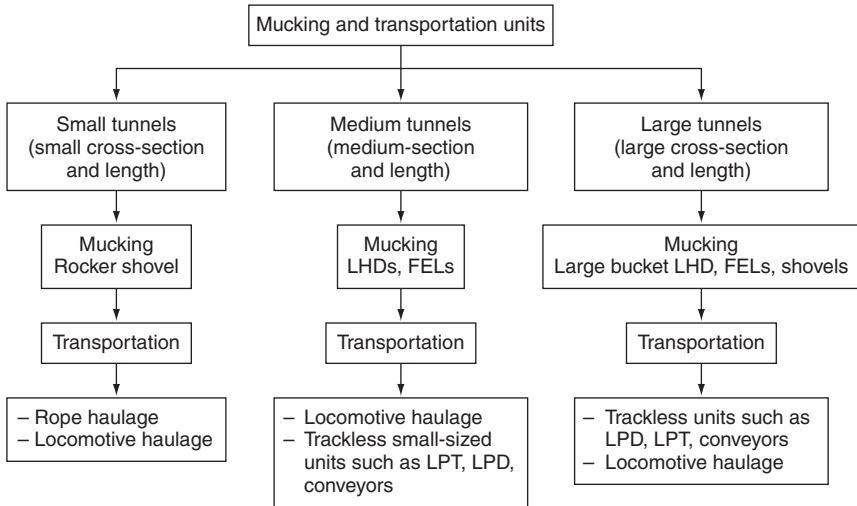 Mucking and transportation units
Small tunnels
(small cross-section
and length)
Medium tunnels
(medium-section
and length)
Large tunnels
(large cross-section
and length)
Mucking
Rocker shovel
Mucking
LHDs, FELs
Mucking
Large bucket LHD, FELs, shovels
Transportation
Transportation
Transportation
– Rope haulage
– Locomotive haulage
– Locomotive haulage
– Trackless small-sized
units such as LPT, LPD,
conveyors
– Trackless units such as
LPD, LPT, conveyors
– Locomotive haulage